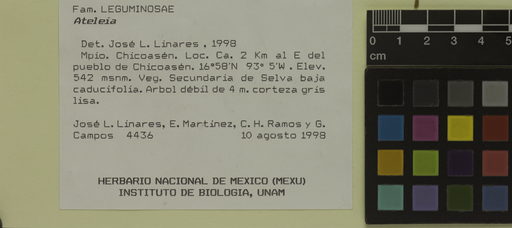 Fam. LEGUMINOSAE
Ateleia
Det. José L. Linares , 1998
Mpio. Chicoasén. Loc. Ca. 2 Km al E del
pueblo de Chicoasén. 16°58'N 93° 5'W . Elev.
542 msnm. Veg. Secundaria de Selva baja
caducifolia. Arbol débil de 4 m. corteza gris
lisa.
José L. Linares, E. Martínez, C. H. Ramos y G.
Campos 4436 10 agosto 1998
HERBARIO NACIONAL DE MEXICO (MEXU)
INSTITUTO DE BIOLOGIA, UNAM
0 1 2 3 4 5
cm